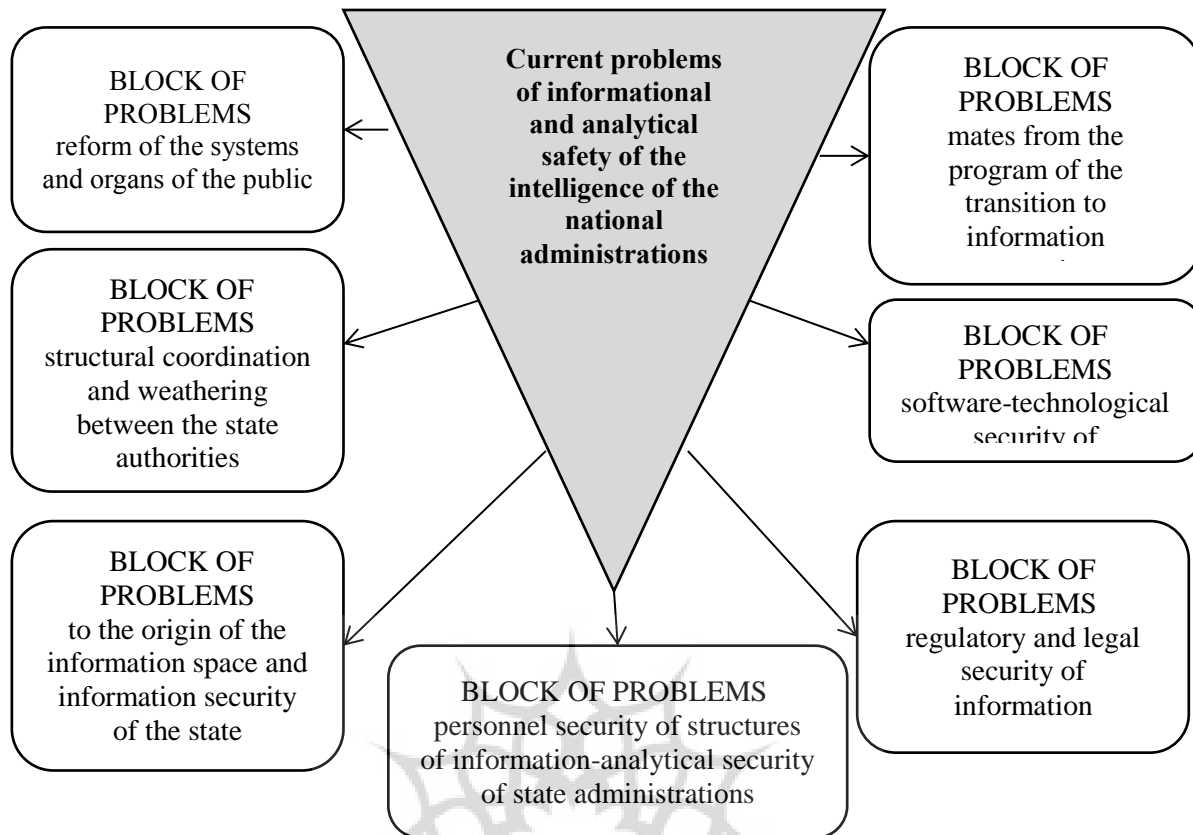 Current problems
of informational
and analytical
safety of the
intelligence of the
national
administrations
BLOCK OF
PROBLEMS
reform of the systems
and organs of the public
BLOCK OF
PROBLEMS
structural coordination
and weathering
between the state
authorities
BLOCK OF
PROBLEMS
to the origin of the
information space and
information security
of the state
BLOCK OF PROBLEMS
personnel security of structures
of information-analytical security
of state administrations
BLOCK OF
PROBLEMS
mates from the
program of the
transition to
information
BLOCK OF
PROBLEMS
software-technological
security of
BLOCK OF
PROBLEMS
regulatory and legal
security of
information